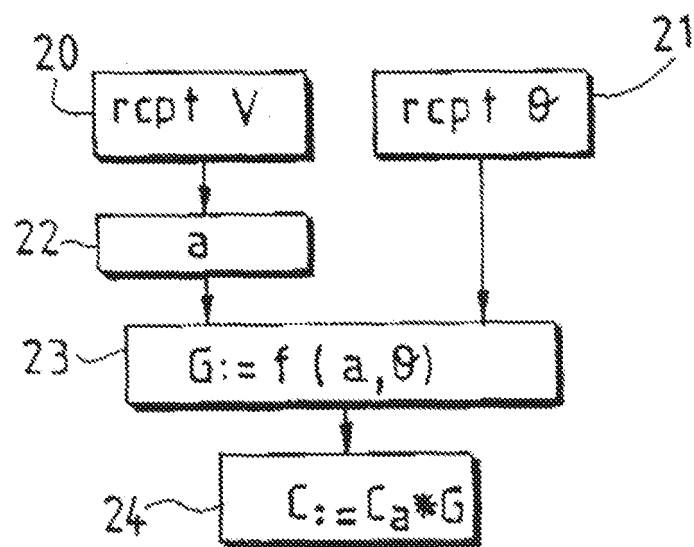 20
21
rcpt V
rcpt θ
22
a
23
G:= f (a,θ)
24
C:=Ca*G